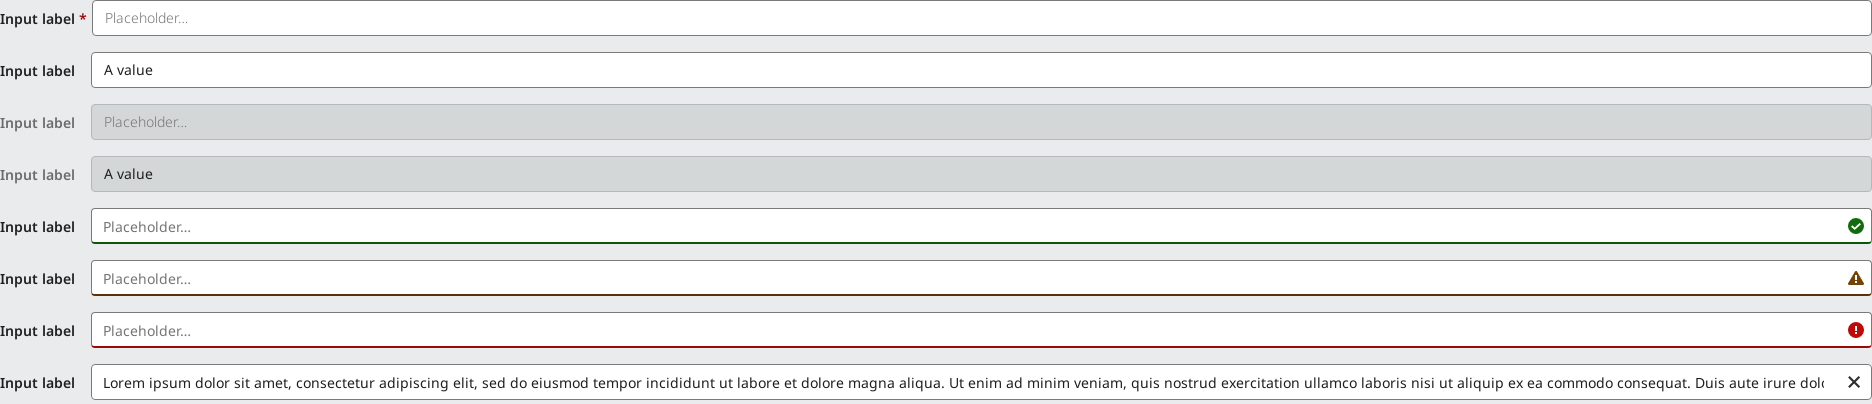 Input label * Placeholder...
Input label A value
Input label Placeholder...
Input label A value
Input label Placeholder...
Input label Placeholder...
Input label Placeholder...
Input label Lorem ipsum dolor sit amet, consectetur adipiscing elit, sed do eiusmod tempor incididunt ut labore et dolore magna aliqua. Ut enim ad minim veniam, quis nostrud exercitation ullamco laboris nisi ut aliquip ex ea commodo consequat. Duis aute irure